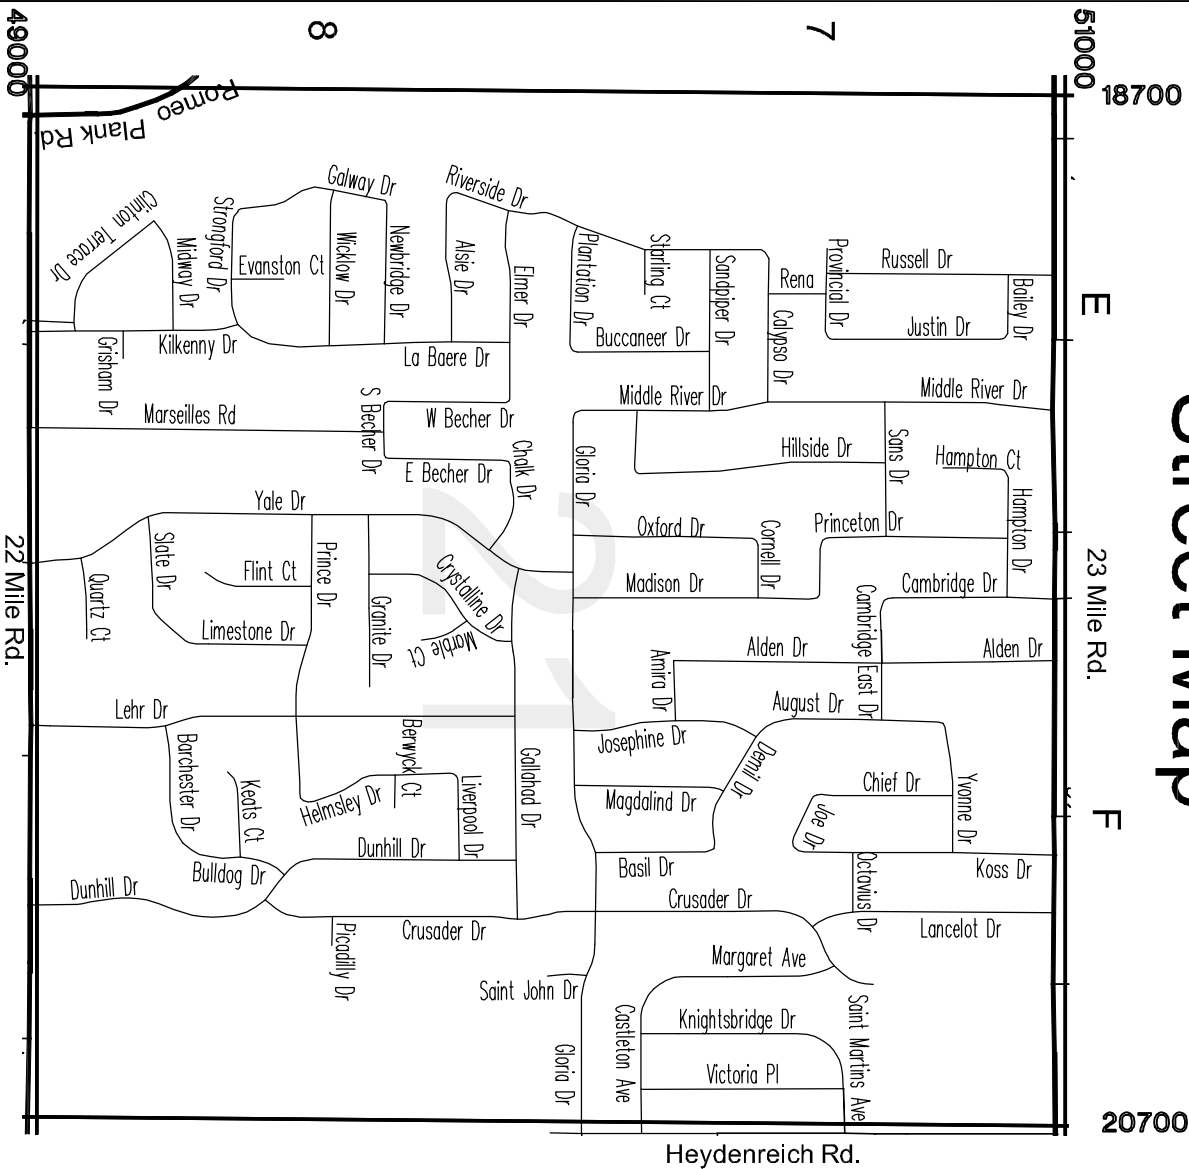 49000
8
7
51000
18700
Romeo
Plank Rd
Galway Dr
Riverside Dr
Clinton Terrace Dr
Midway Dr
Strongford Dr
Evanston Ct
Wicklow Dr
Newbridge Dr
Alsie Dr
Elmer Dr
Plantation Dr
Starling Ct
Sandpiper Dr
Rena
Calypso Dr
Provincial Dr
Russell Dr
Bailey Dr
Justin Dr
E
Buccaneer Dr
Grisham Dr
Kilkenny Dr
La Baere Dr
Middle River Dr
Middle River Dr
Marseilles Rd
S Becher Dr
W Becher Dr
E Becher Dr
Chalk Dr
Gloria Dr
Hillside Dr
Sans Dr
Hampton Ct
Hampton Dr
Street Map
Yale Dr
Oxford Dr
Cornell Dr
Princeton Dr
21
22 Mile Rd.
23 Mile Rd.
Slate Dr
Quartz Ct
Flint Ct
Prince Dr
Limestone Dr
Granite Dr
Crystalline Dr
Marble Ct
Madison Dr
Cambridge Dr
Cambridge East Dr
Alden Dr
Alden Dr
Amira Dr
August Dr
Lehr Dr
Barchester Dr
Keats Ct
Helmsley Dr
Berwyck Ct
Liverpool Dr
Gallahad Dr
Josephine Dr
Demil Dr
Magdalind Dr
Chief Dr
Joe Dr
Yvonne Dr
F
Dunhill Dr
Bulldog Dr
Dunhill Dr
Basil Dr
Octavius Dr
Koss Dr
Crusader Dr
Crusader Dr
Lancelot Dr
Picadilly Dr
Saint John Dr
Margaret Ave
Gloria Dr
Castleton Ave
Knightsbridge Dr
Saint Martins Ave
Victoria Pl
20700
Heydenreich Rd.